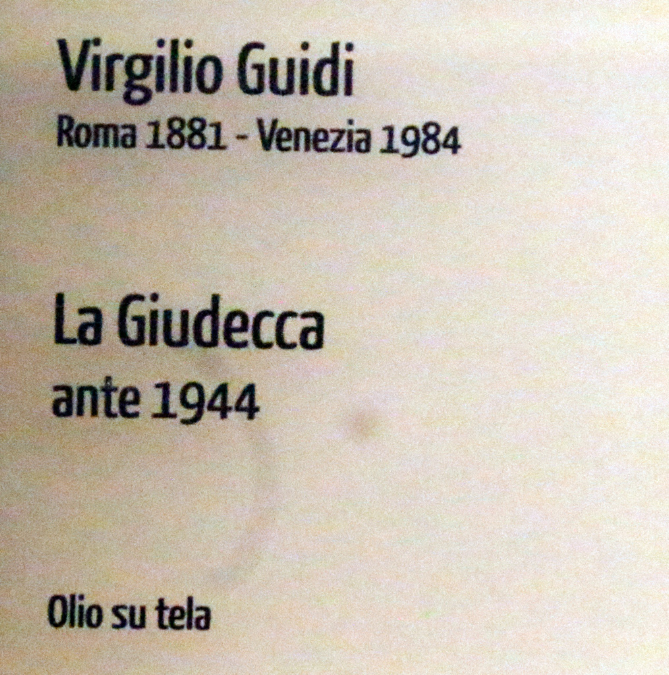 Virgilio Guidi
Roma 1881 - Venezia 1984
La Giudecca
ante 1944
Olio su tela